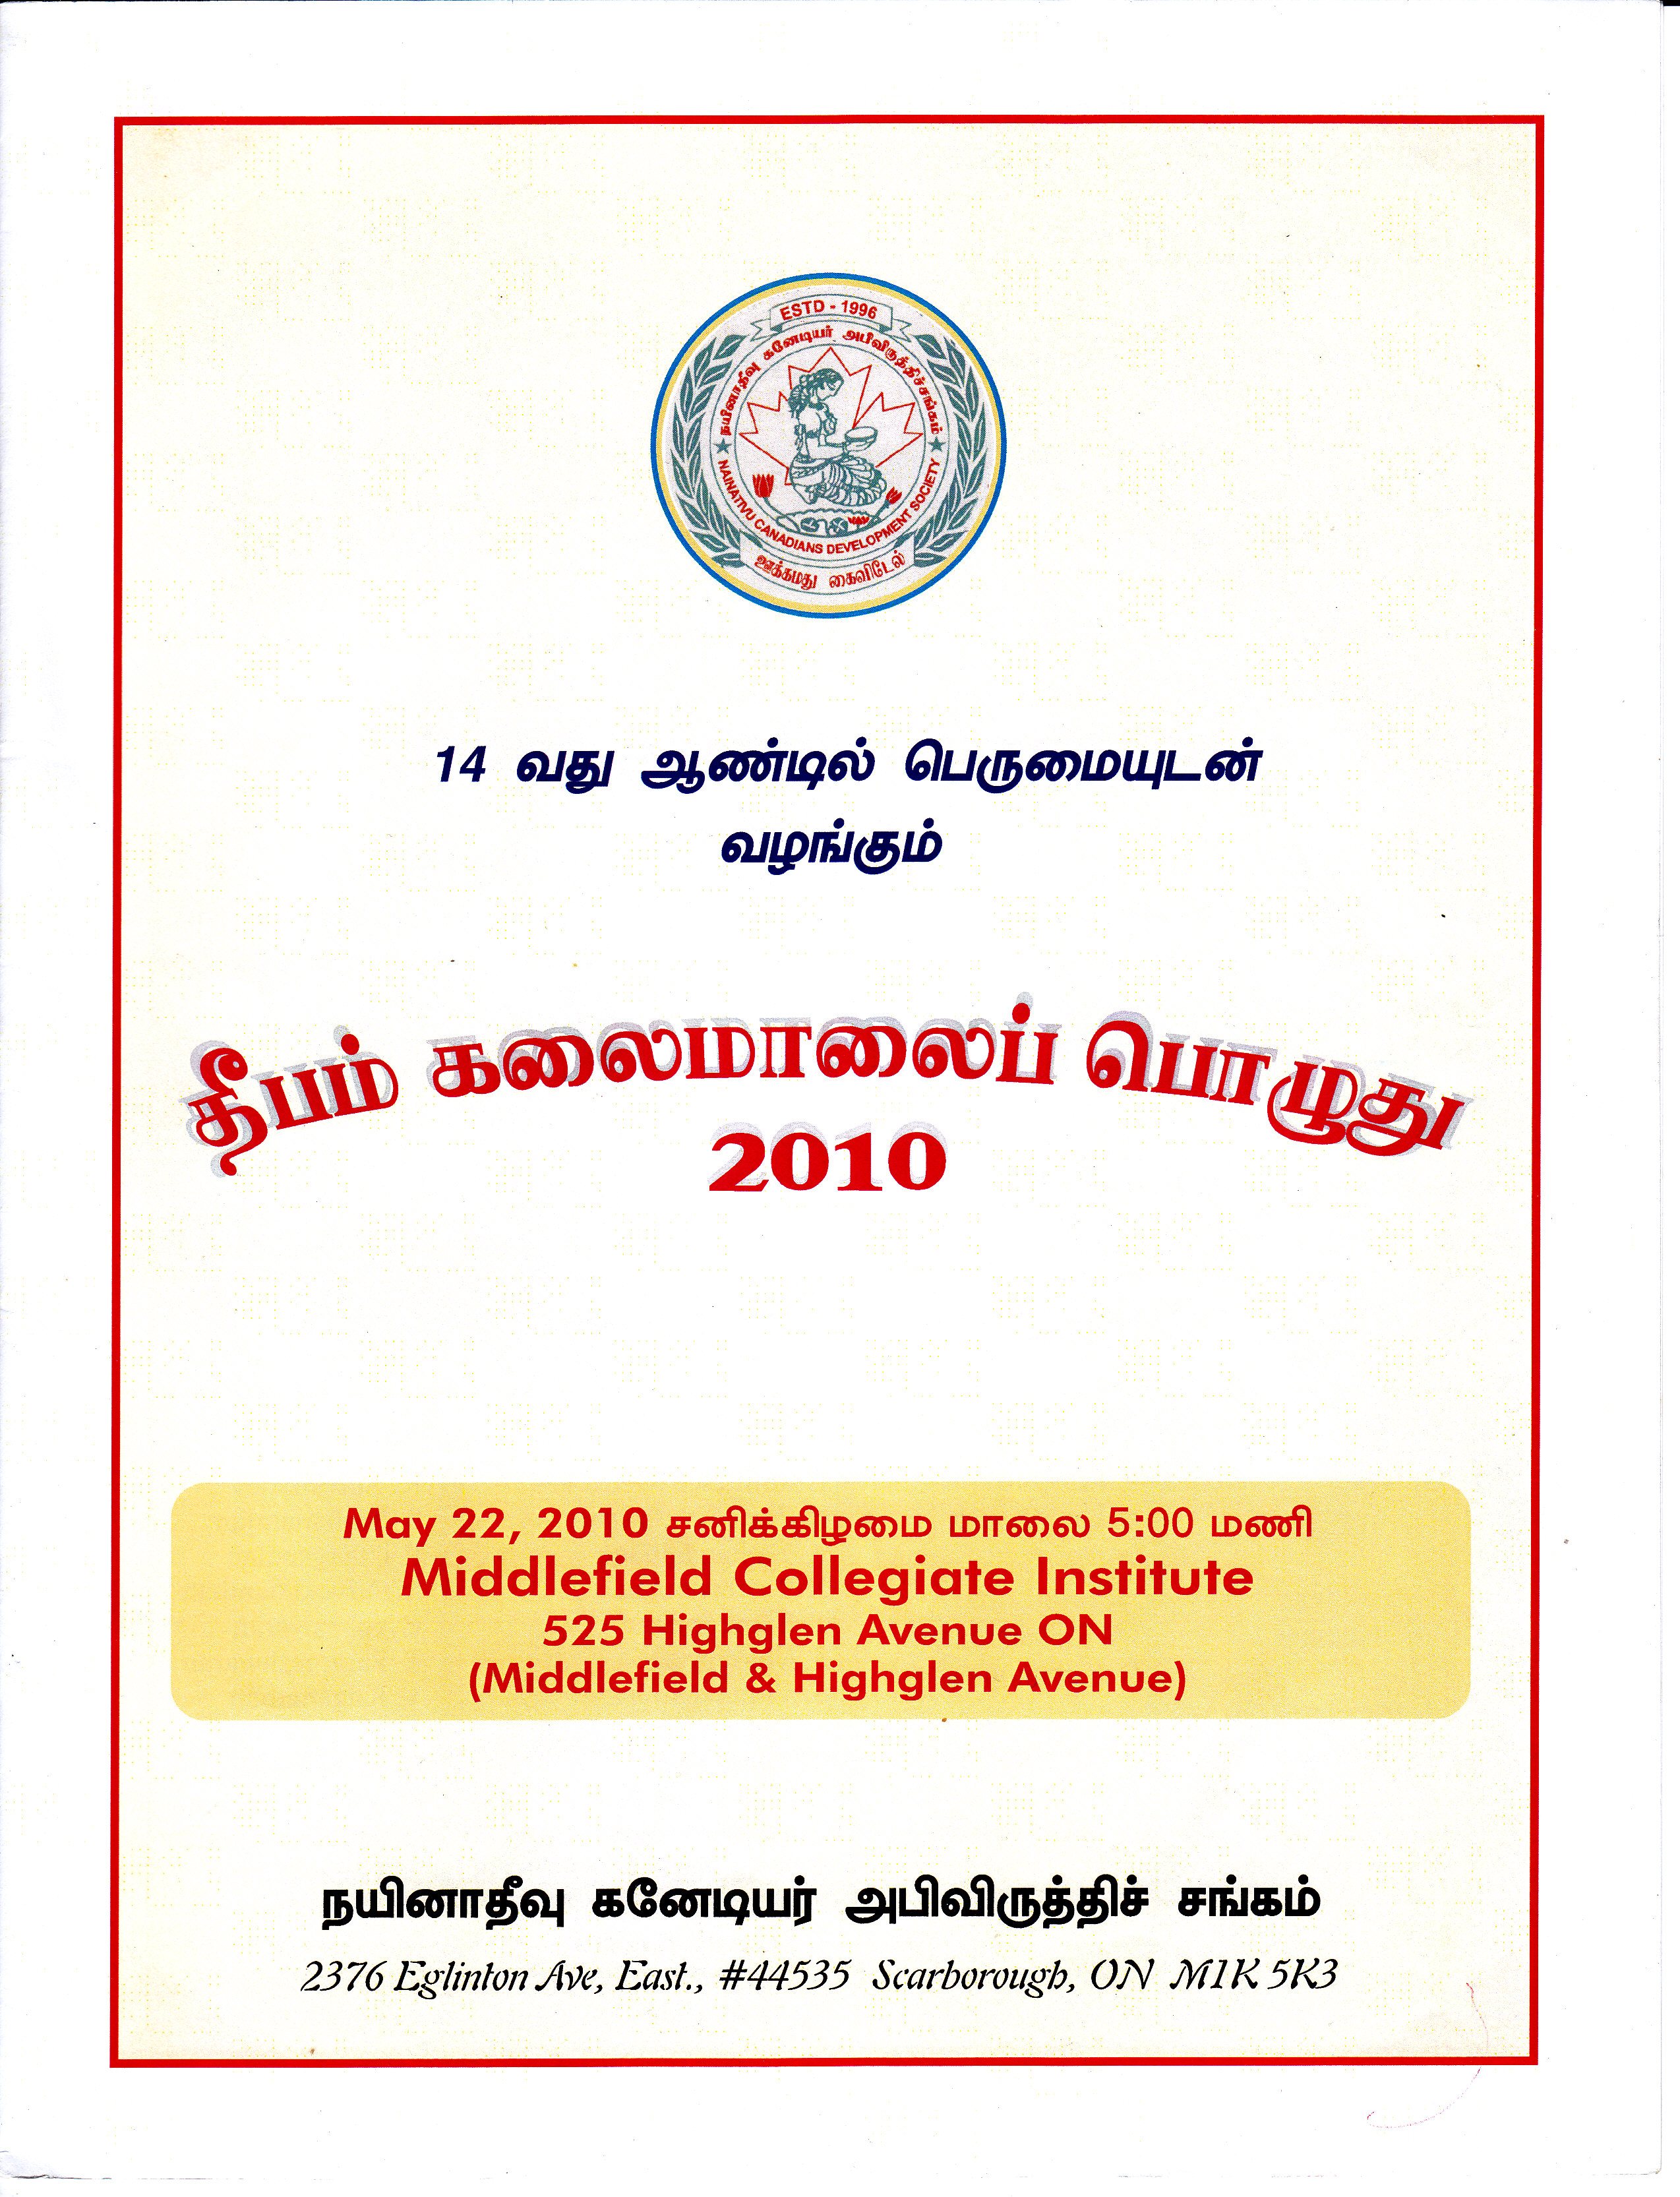 ESTD - 1996
நயினாதீவு கனேடியர் அபிவிருத்திச்சங்கம்
NAINATIVU CANADIANS DEVELOPMENT SOCIETY
ஊக்கமது கைவிடேல்
14 வது ஆண்டில் பெருமையுடன்
வழங்கும்
தீபம் கலைமாலைப் பொழுது
2010
May 22, 2010 சனிக்கிழமை மாலை 5:00 மணி
Middlefield Collegiate Institute
525 Highglen Avenue ON
(Middlefield & Highglen Avenue)
நயினாதீவு கனேடியர் அபிவிருத்திச் சங்கம்
2376 Eglinton Ave, East., #44535 Scarborough, ON M1K 5K3